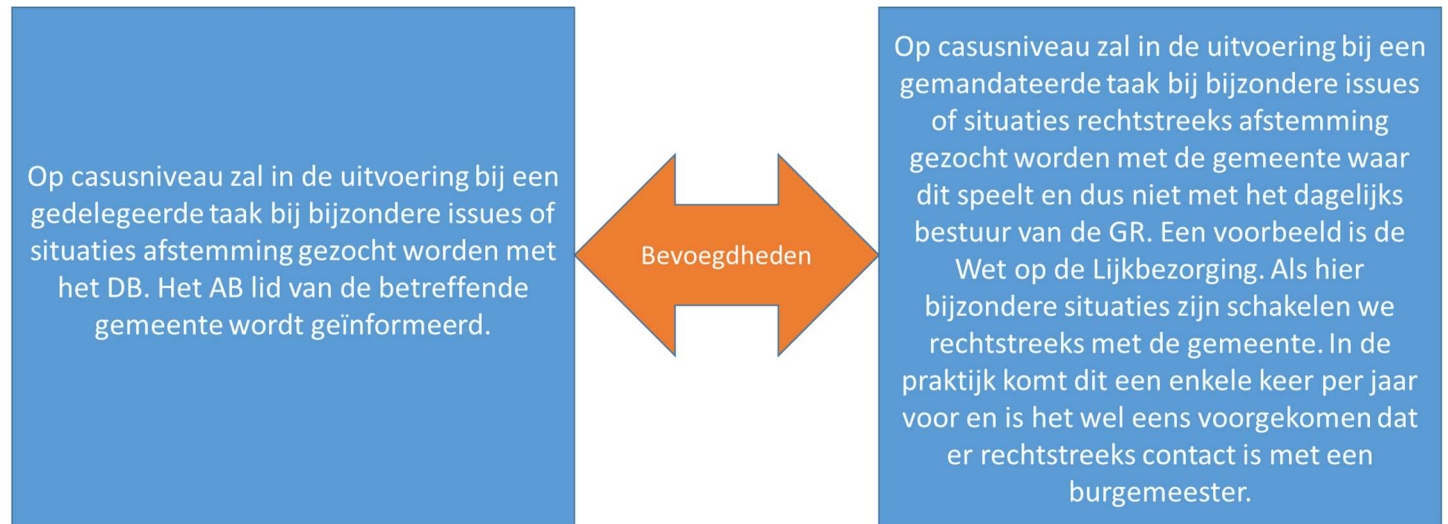 Op casusniveau zal in de uitvoering bij een
gedelegeerde taak bij bijzondere issues of
situaties afstemming gezocht worden met
het DB. Het AB lid van de betreffende
gemeente wordt geïnformeerd.
Bevoegdheden
Op casusniveau zal in de uitvoering bij een
gemandateerde taak bij bijzondere issues
of situaties rechtstreeks afstemming
gezocht worden met de gemeente waar
dit speelt en dus niet met het dagelijks
bestuur van de GR. Een voorbeeld is de
Wet op de Lijkbezorging. Als hier
bijzondere situaties zijn schakelen we
rechtstreeks met de gemeente. In de
praktijk komt dit een enkele keer per jaar
voor en is het wel eens voorgekomen dat
er rechtstreeks contact is met een
burgemeester.